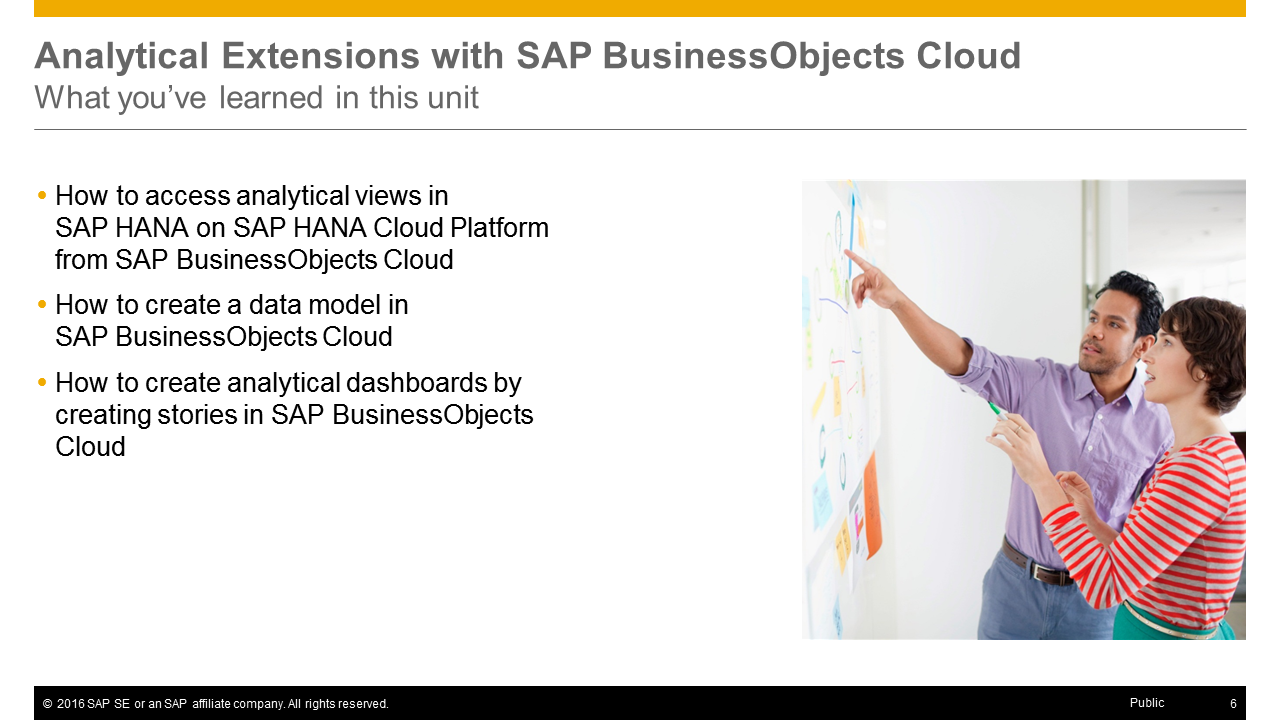 Analytical Extensions with SAP BusinessObjects Cloud
What you’ve learned in this unit
• How to access analytical views in
SAP HANA on SAP HANA Cloud Platform
from SAP BusinessObjects Cloud
• How to create a data model in
SAP BusinessObjects Cloud
• How to create analytical dashboards by
creating stories in SAP BusinessObjects
Cloud
© 2016 SAP SE or an SAP affiliate company. All rights reserved.
Public
6